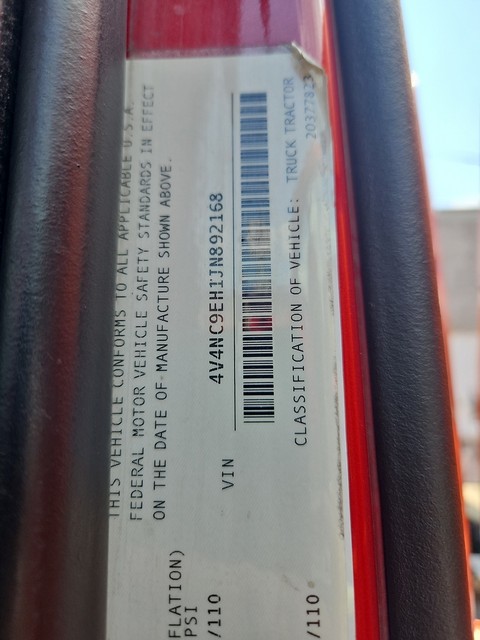 THIS VEHICLE CONFORMS TO ALL APPLICABLE U.S.A.
FEDERAL MOTOR VEHICLE SAFETY STANDARDS IN EFFECT
ON THE DATE OF MANUFACTURE SHOWN ABOVE.
FLATION)
PSI
/110
4V4NC9EH1JN892168
VIN
CLASSIFICATION OF VEHICLE: TRUCK TRACTOR
20377823
/110